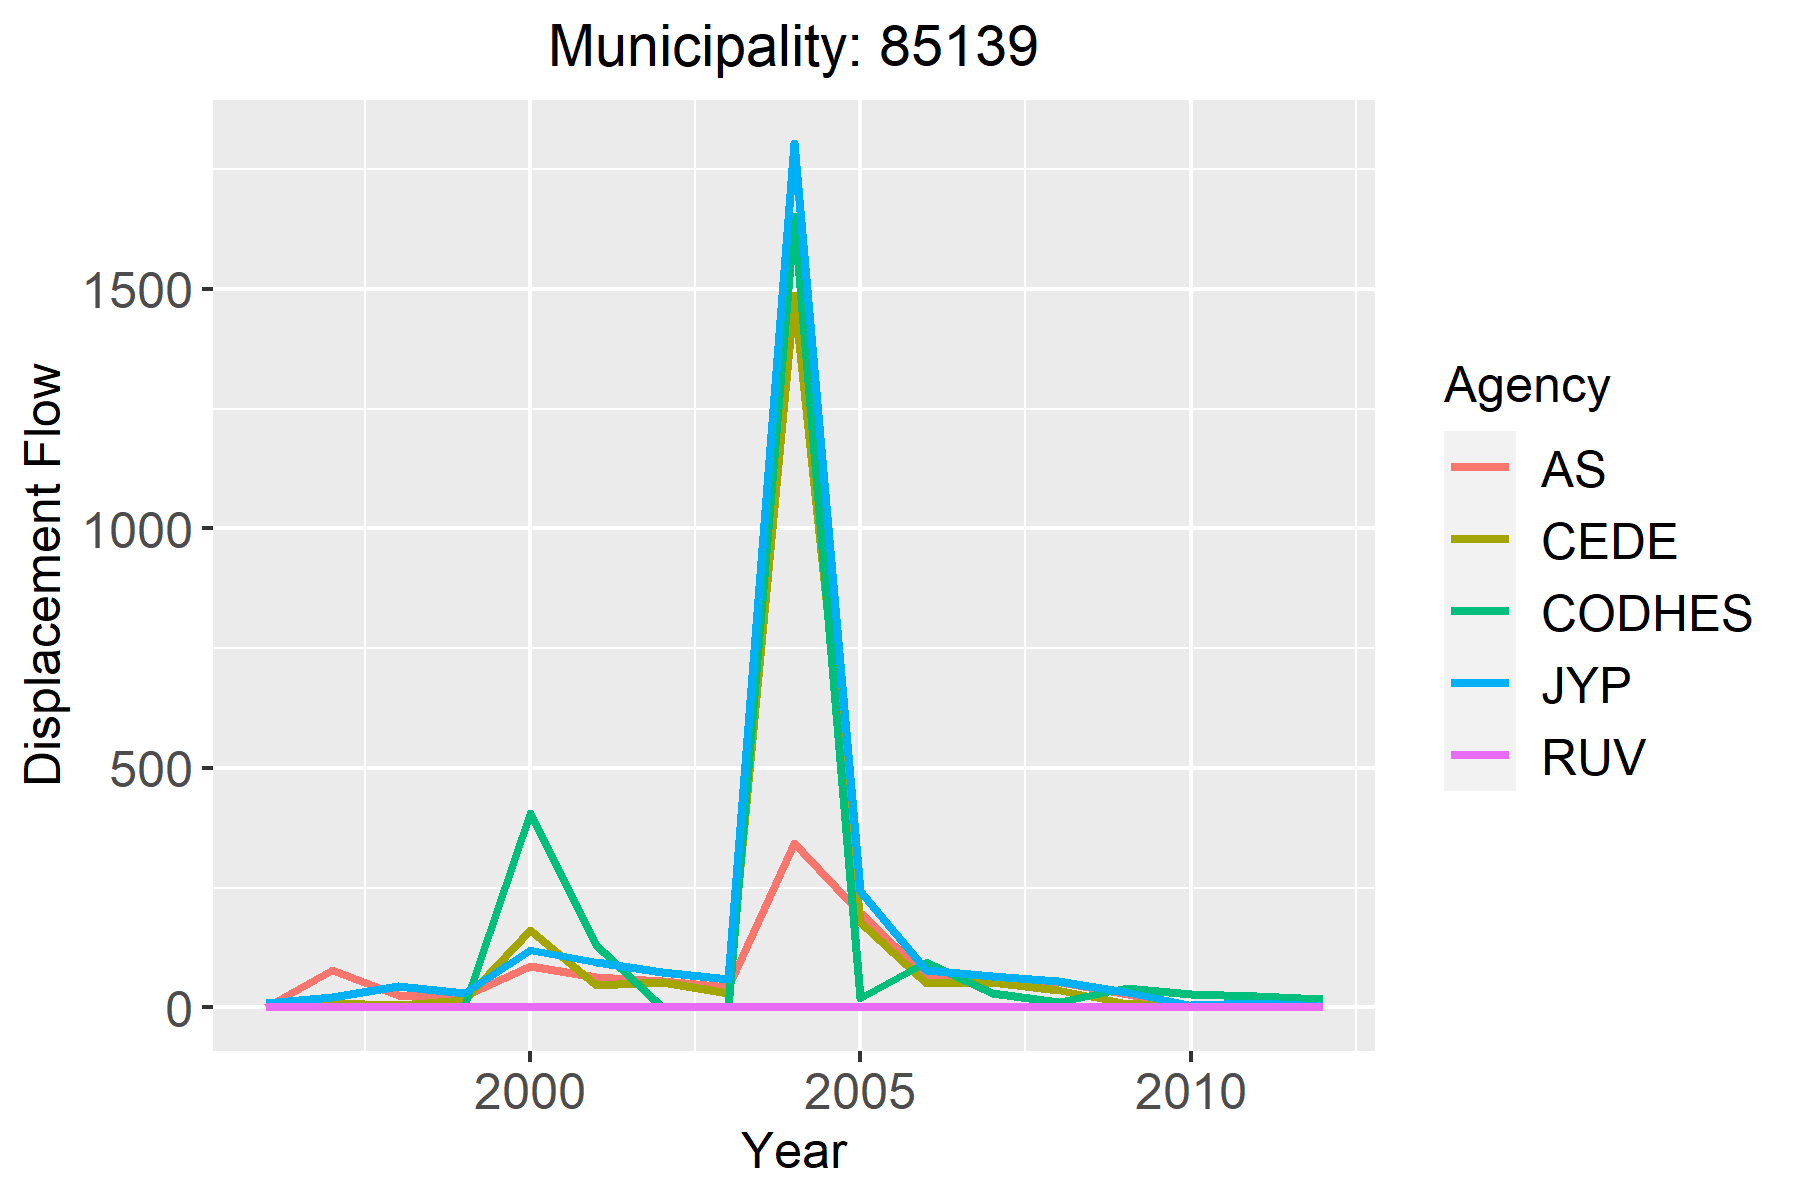 Municipality: 85139
Displacement Flow
1500
1000
500
0
2000
2005
2010
Year
Agency
AS
CEDE
CODHES
JYP
RUV